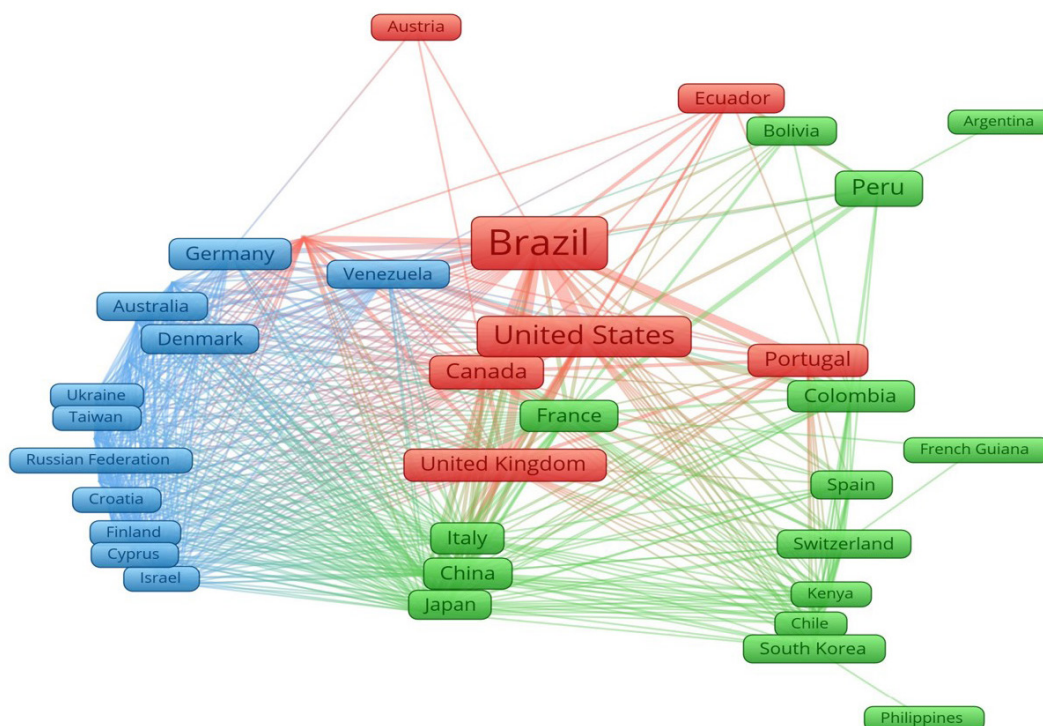 Austria
Ecuador
Argentina
Bolivia
Peru
Brazil
Germany
Venezuela
Australia
United States
Denmark
Portugal
Canada
Ukraine
Colombia
Taiwan
France
French Guiana
Russian Federation
United Kingdom
Spain
Croatia
Finland
Italy
Switzerland
Cyprus
China
Israel
Kenya
Japan
Chile
South Korea
Philippines